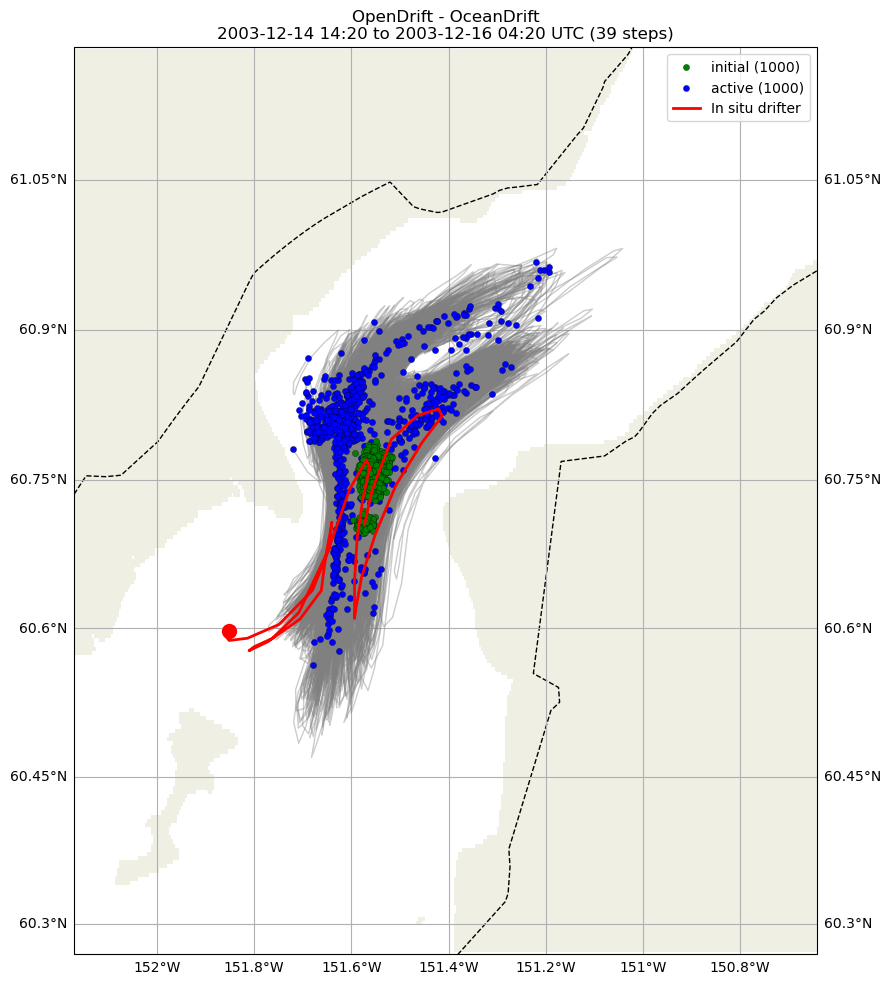 OpenDrift - OceanDrift
2003-12-14 14:20 to 2003-12-16 04:20 UTC (39 steps)
initial (1000)
active (1000)
In situ drifter
61.05°N
61.05°N
60.9°N
60.9°N
60.75°N
60.75°N
60.6°N
60.6°N
60.45°N
60.45°N
60.3°N
60.3°N
152°W
151.8°W
151.6°W
151.4°W
151.2°W
151°W
150.8°W